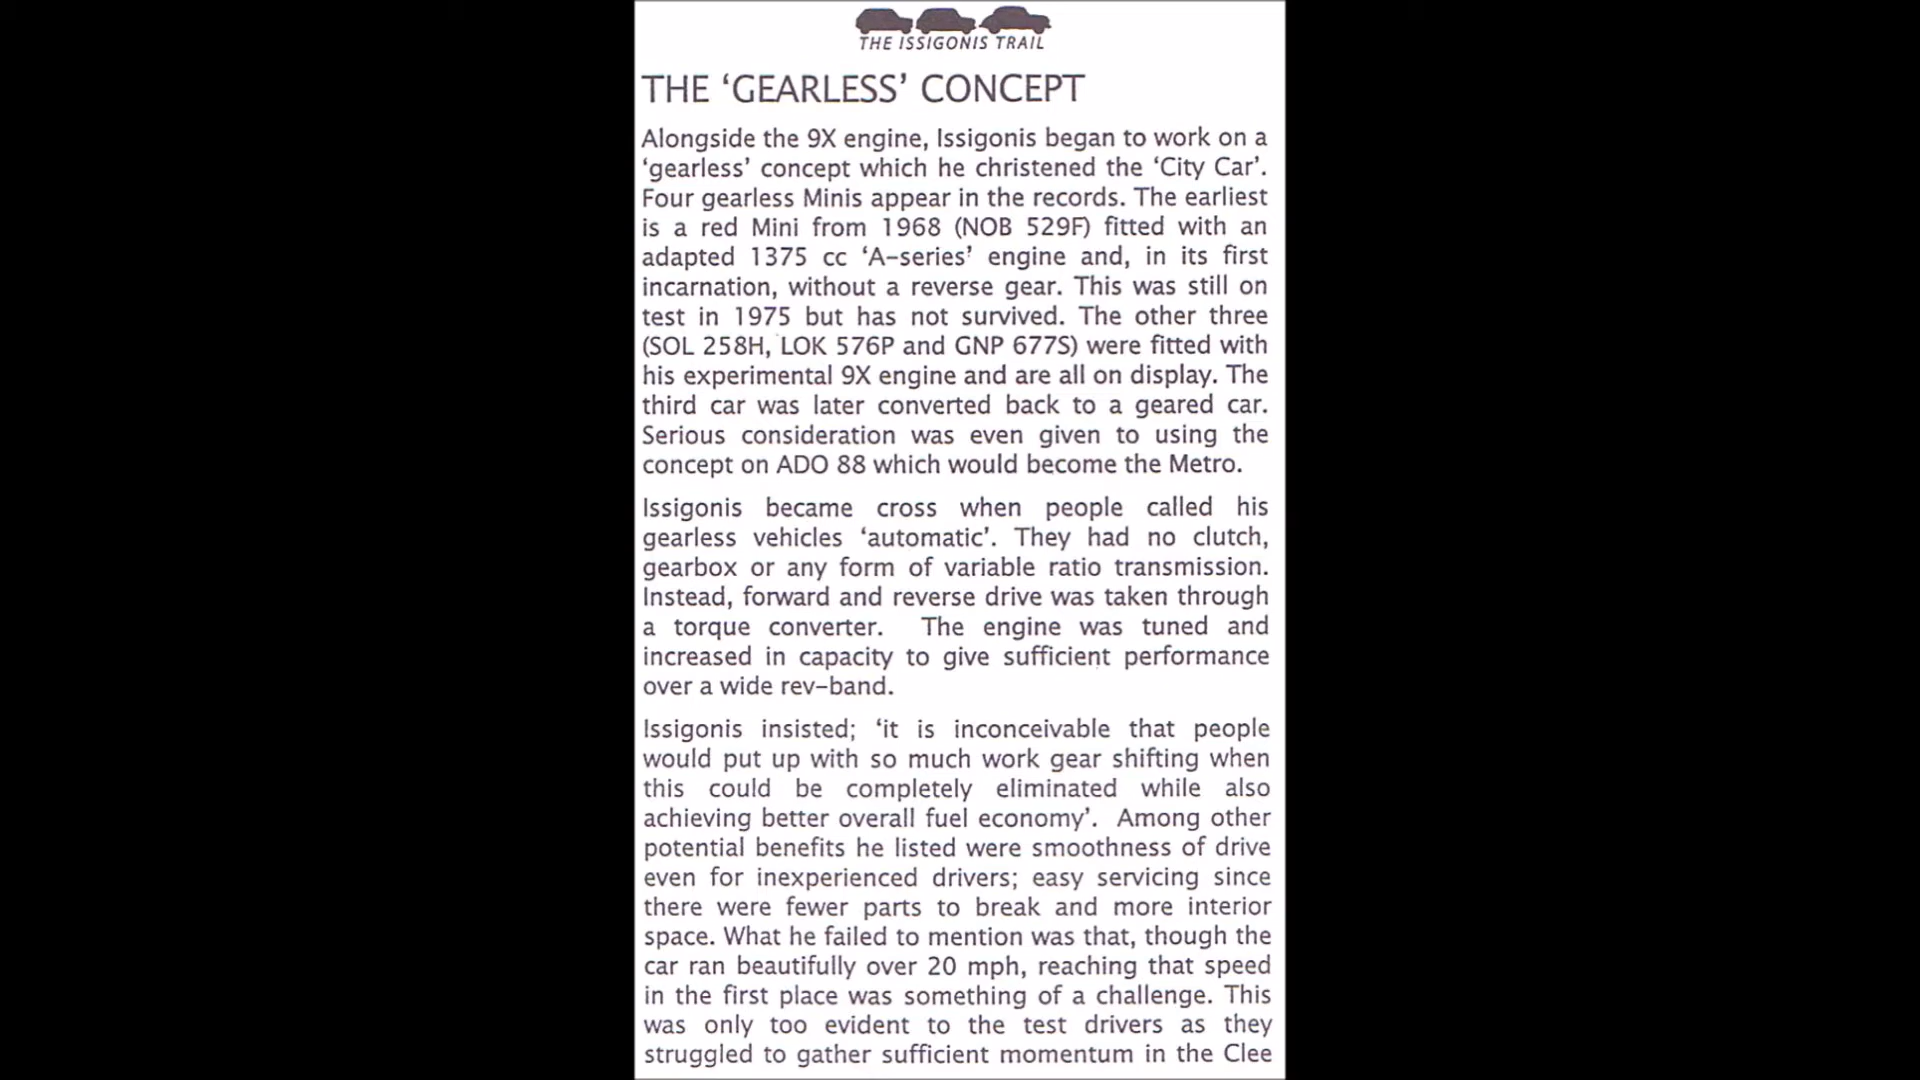 THE ISSIGONIS TRAIL
THE ‘GEARLESS’ CONCEPT
Alongside the 9X engine, Issigonis began to work on a
‘gearless’ concept which he christened the ‘City Car’.
Four gearless Minis appear in the records. The earliest
is a red Mini from 1968 (NOB 529F) fitted with an
adapted 1375 cc ‘A-series’ engine and, in its first
incarnation, without a reverse gear. This was still on
test in 1975 but has not survived. The other three
(SOL 258H, LOK 576P and GNP 677S) were fitted with
his experimental 9X engine and are all on display. The
third car was later converted back to a geared car.
Serious consideration was even given to using the
concept on ADO 88 which would become the Metro.
Issigonis became cross when people called his
gearless vehicles ‘automatic’. They had no clutch,
gearbox or any form of variable ratio transmission.
Instead, forward and reverse drive was taken through
a torque converter. The engine was tuned and
increased in capacity to give sufficient performance
over a wide rev-band.
Issigonis insisted; ‘it is inconceivable that people
would put up with so much work gear shifting when
this could be completely eliminated while also
achieving better overall fuel economy’. Among other
potential benefits he listed were smoothness of drive
even for inexperienced drivers; easy servicing since
there were fewer parts to break and more interior
space. What he failed to mention was that, though the
car ran beautifully over 20 mph, reaching that speed
in the first place was something of a challenge. This
was only too evident to the test drivers as they
struggled to gather sufficient momentum in the Clee